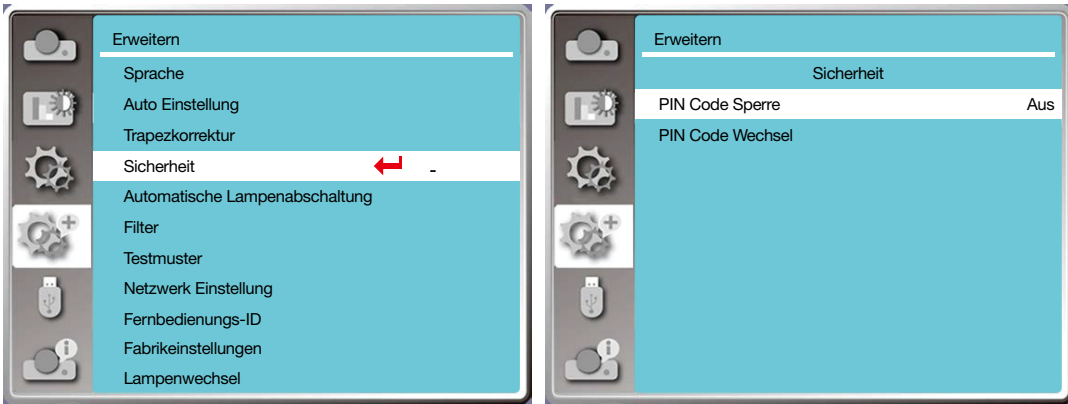 Erweitern
Sprache
Auto Einstellung
Trapezkorrektur
Sicherheit -
Automatische Lampenabschaltung
Filter
Testmuster
Netzwerk Einstellung
Fernbedienungs-ID
Fabrikeinstellungen
Lampenwechsel
Erweitern
Sicherheit
PIN Code Sperre Aus
PIN Code Wechsel